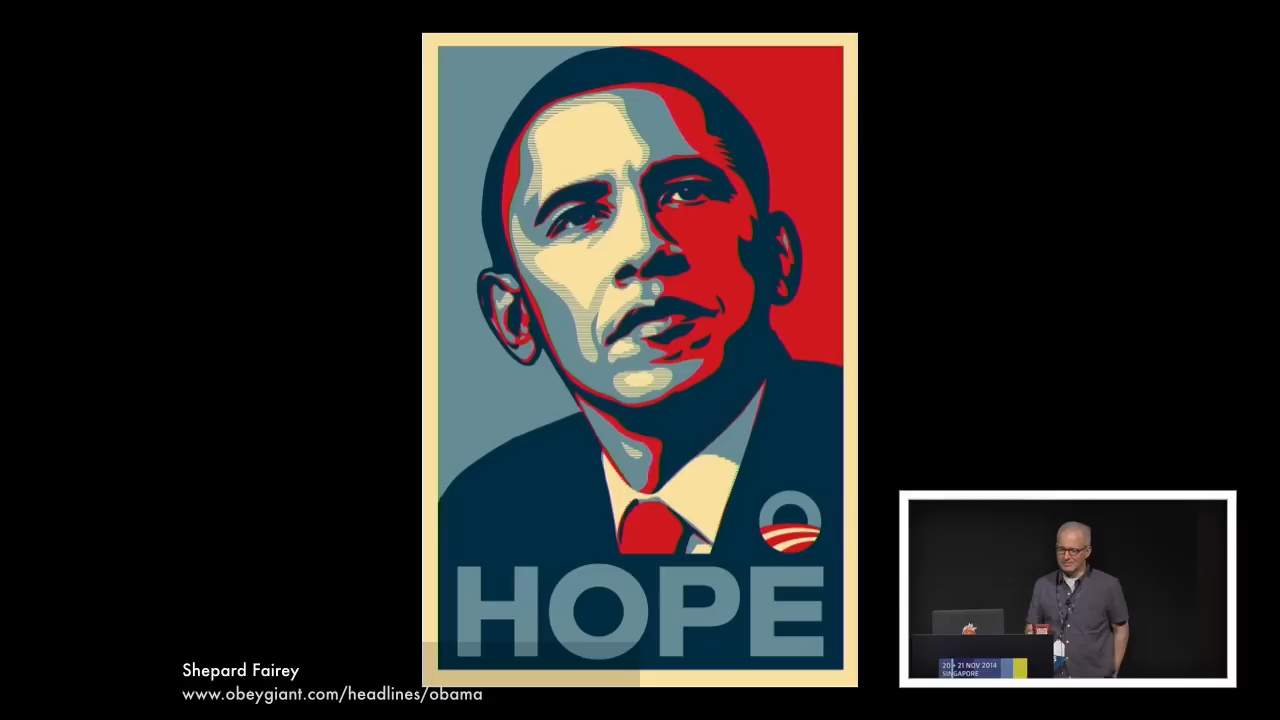 HOPE
Shepard Fairey
www.obeygiant.com/headlines/obama
20 • 21 NOV 2014
SINGAPORE